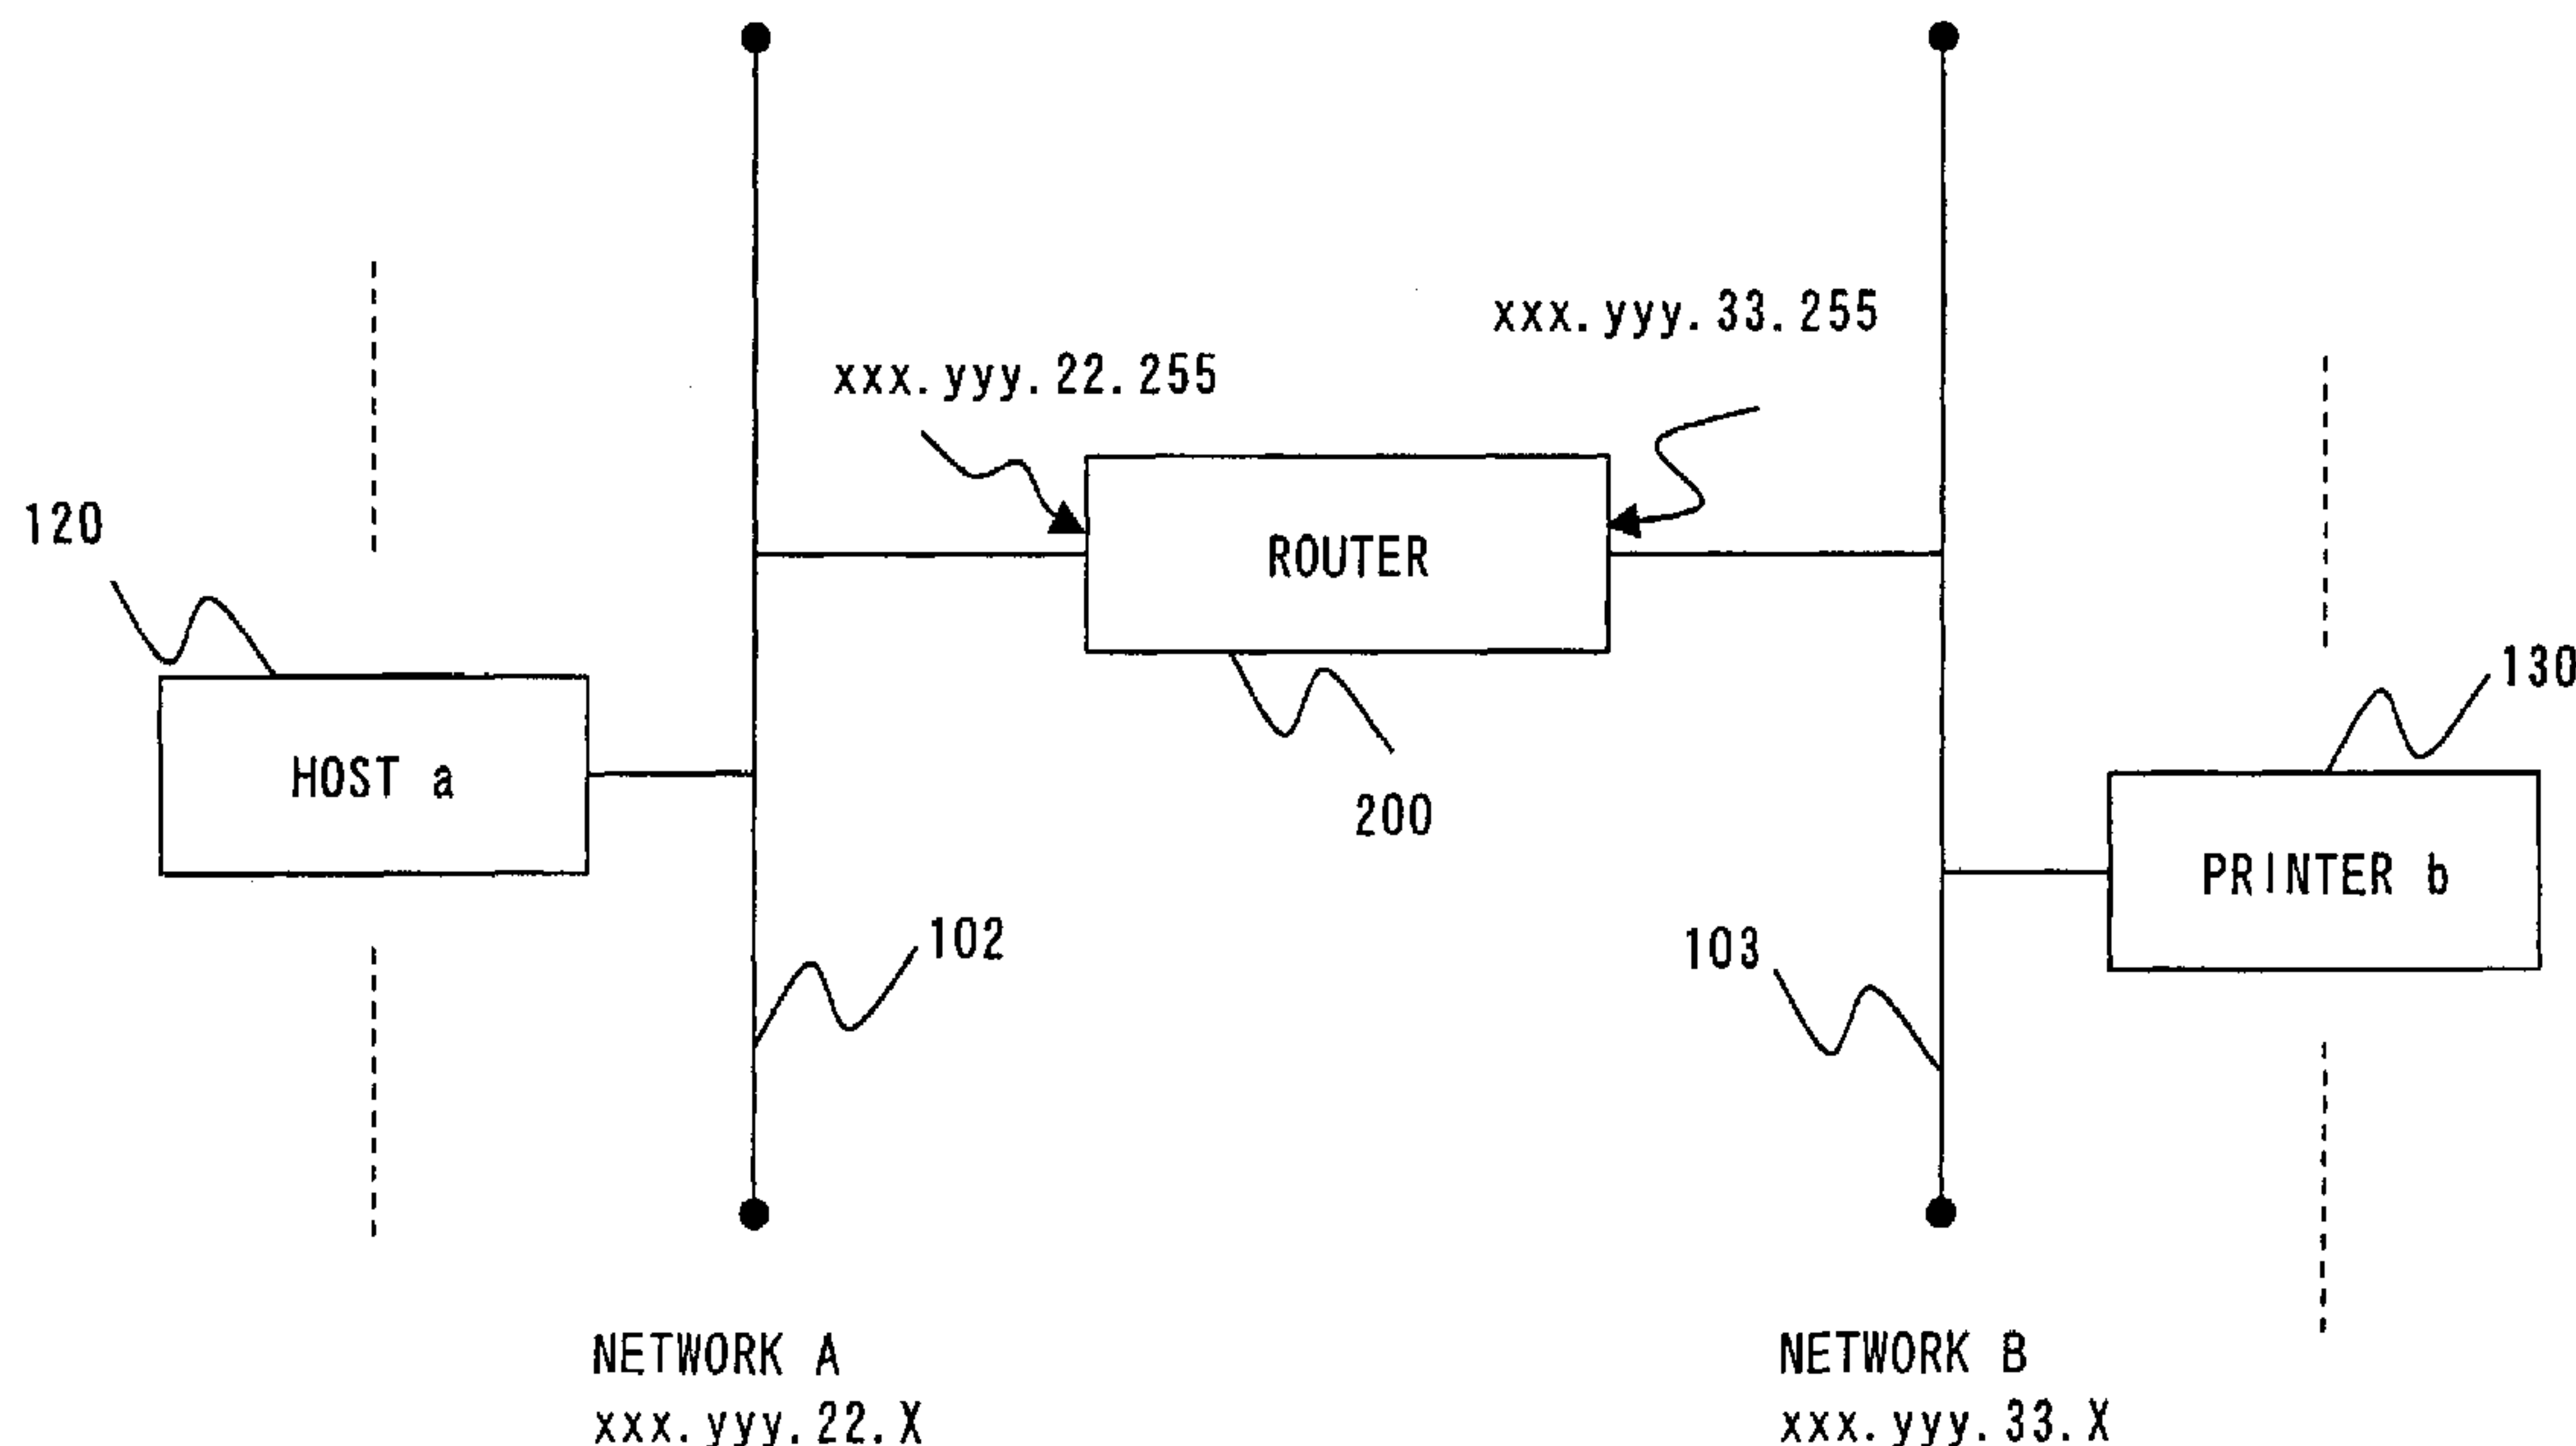 xxx.yyy.33.255
xxx.yyy.22.255
120
ROUTER
130
HOST a
200
PRINTER b
102
103
NETWORK A
xxx.yyy.22.X
NETWORK B
xxx.yyy.33.X